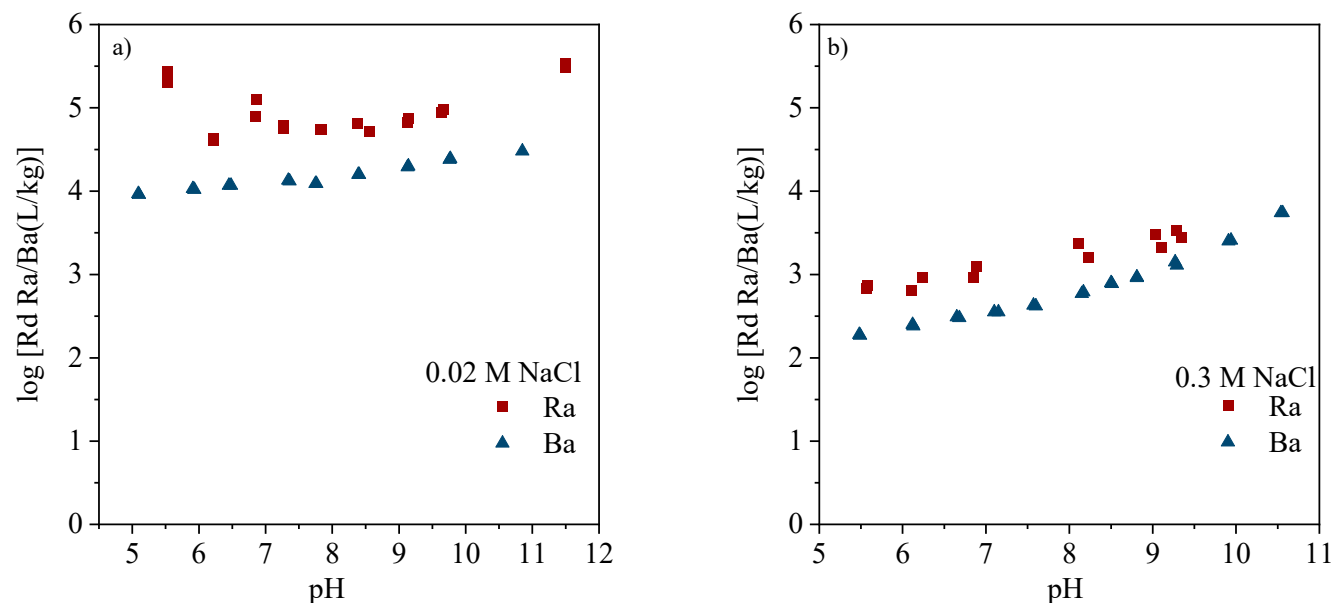 a)
log [Rd Ra/Ba(L/kg)]
6
5
4
3
2
1
0
0.02 M NaCl
Ra
Ba
5 6 7 8 9 10 11 12
pH
b)
log [Rd Ra/Ba(L/kg)]
6
5
4
3
2
1
0
0.3 M NaCl
Ra
Ba
5 6 7 8 9 10 11
pH